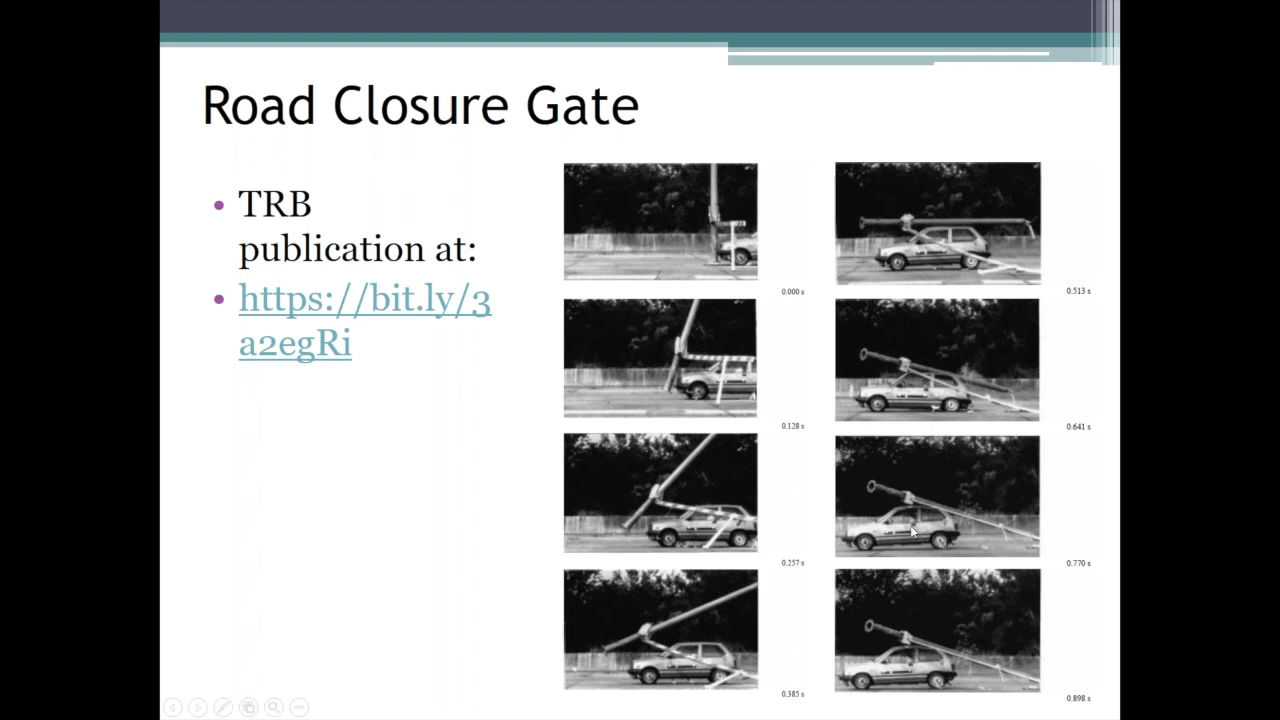 Road Closure Gate
• TRB
publication at:
• https://bit.ly/3
a2egRi
0.000 s
0.128 s
0.257 s
0.385 s
0.513 s
0.641 s
0.770 s
0.898 s